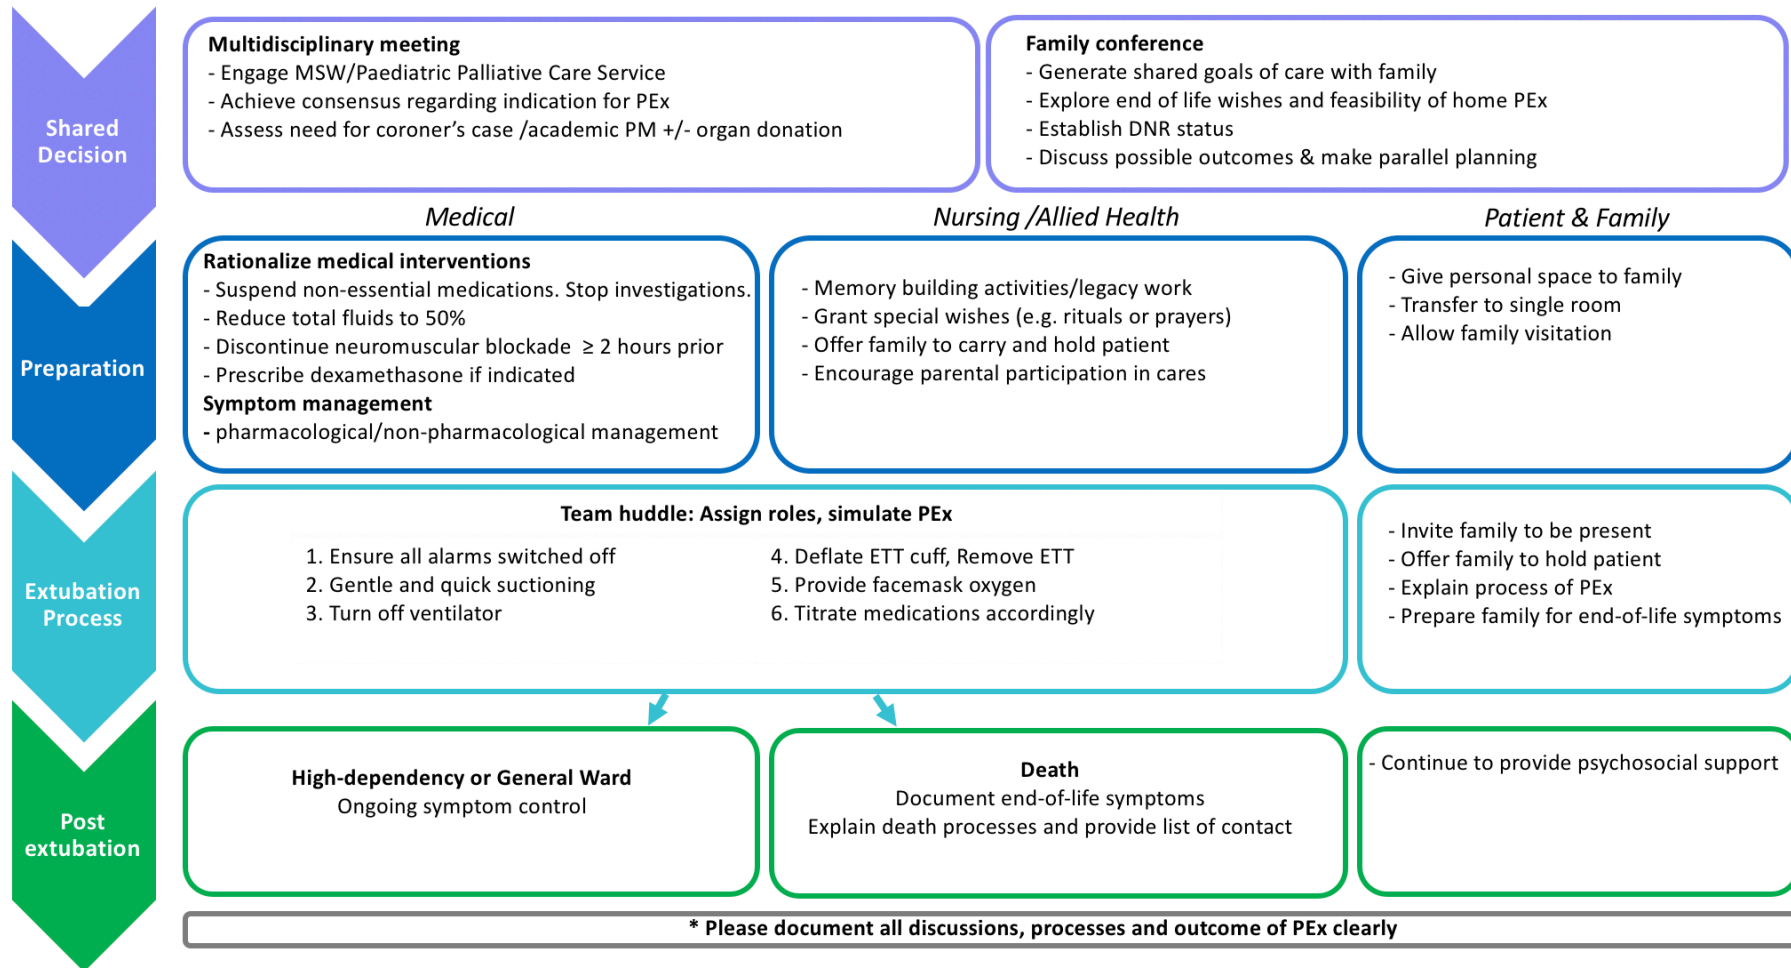 Shared
Decision
Multidisciplinary meeting
- Engage MSW/Paediatric Palliative Care Service
- Achieve consensus regarding indication for PEx
- Assess need for coroner’s case /academic PM +/- organ donation
Family conference
- Generate shared goals of care with family
- Explore end of life wishes and feasibility of home PEx
- Establish DNR status
- Discuss possible outcomes & make parallel planning
Medical
Nursing /Allied Health
Patient & Family
Preparation
Rationalize medical interventions
- Suspend non-essential medications. Stop investigations.
- Reduce total fluids to 50%
- Discontinue neuromuscular blockade ≥ 2 hours prior
- Prescribe dexamethasone if indicated
Symptom management
- pharmacological/non-pharmacological management
- Memory building activities/legacy work
- Grant special wishes (e.g. rituals or prayers)
- Offer family to carry and hold patient
- Encourage parental participation in cares
- Give personal space to family
- Transfer to single room
- Allow family visitation
Extubation
Process
Team huddle: Assign roles, simulate PEx
1. Ensure all alarms switched off
2. Gentle and quick suctioning
3. Turn off ventilator
4. Deflate ETT cuff, Remove ETT
5. Provide facemask oxygen
6. Titrate medications accordingly
- Invite family to be present
- Offer family to hold patient
- Explain process of PEx
- Prepare family for end-of-life symptoms
Post
extubation
High-dependency or General Ward
Ongoing symptom control
Death
Document end-of-life symptoms
Explain death processes and provide list of contact
- Continue to provide psychosocial support
* Please document all discussions, processes and outcome of PEx clearly